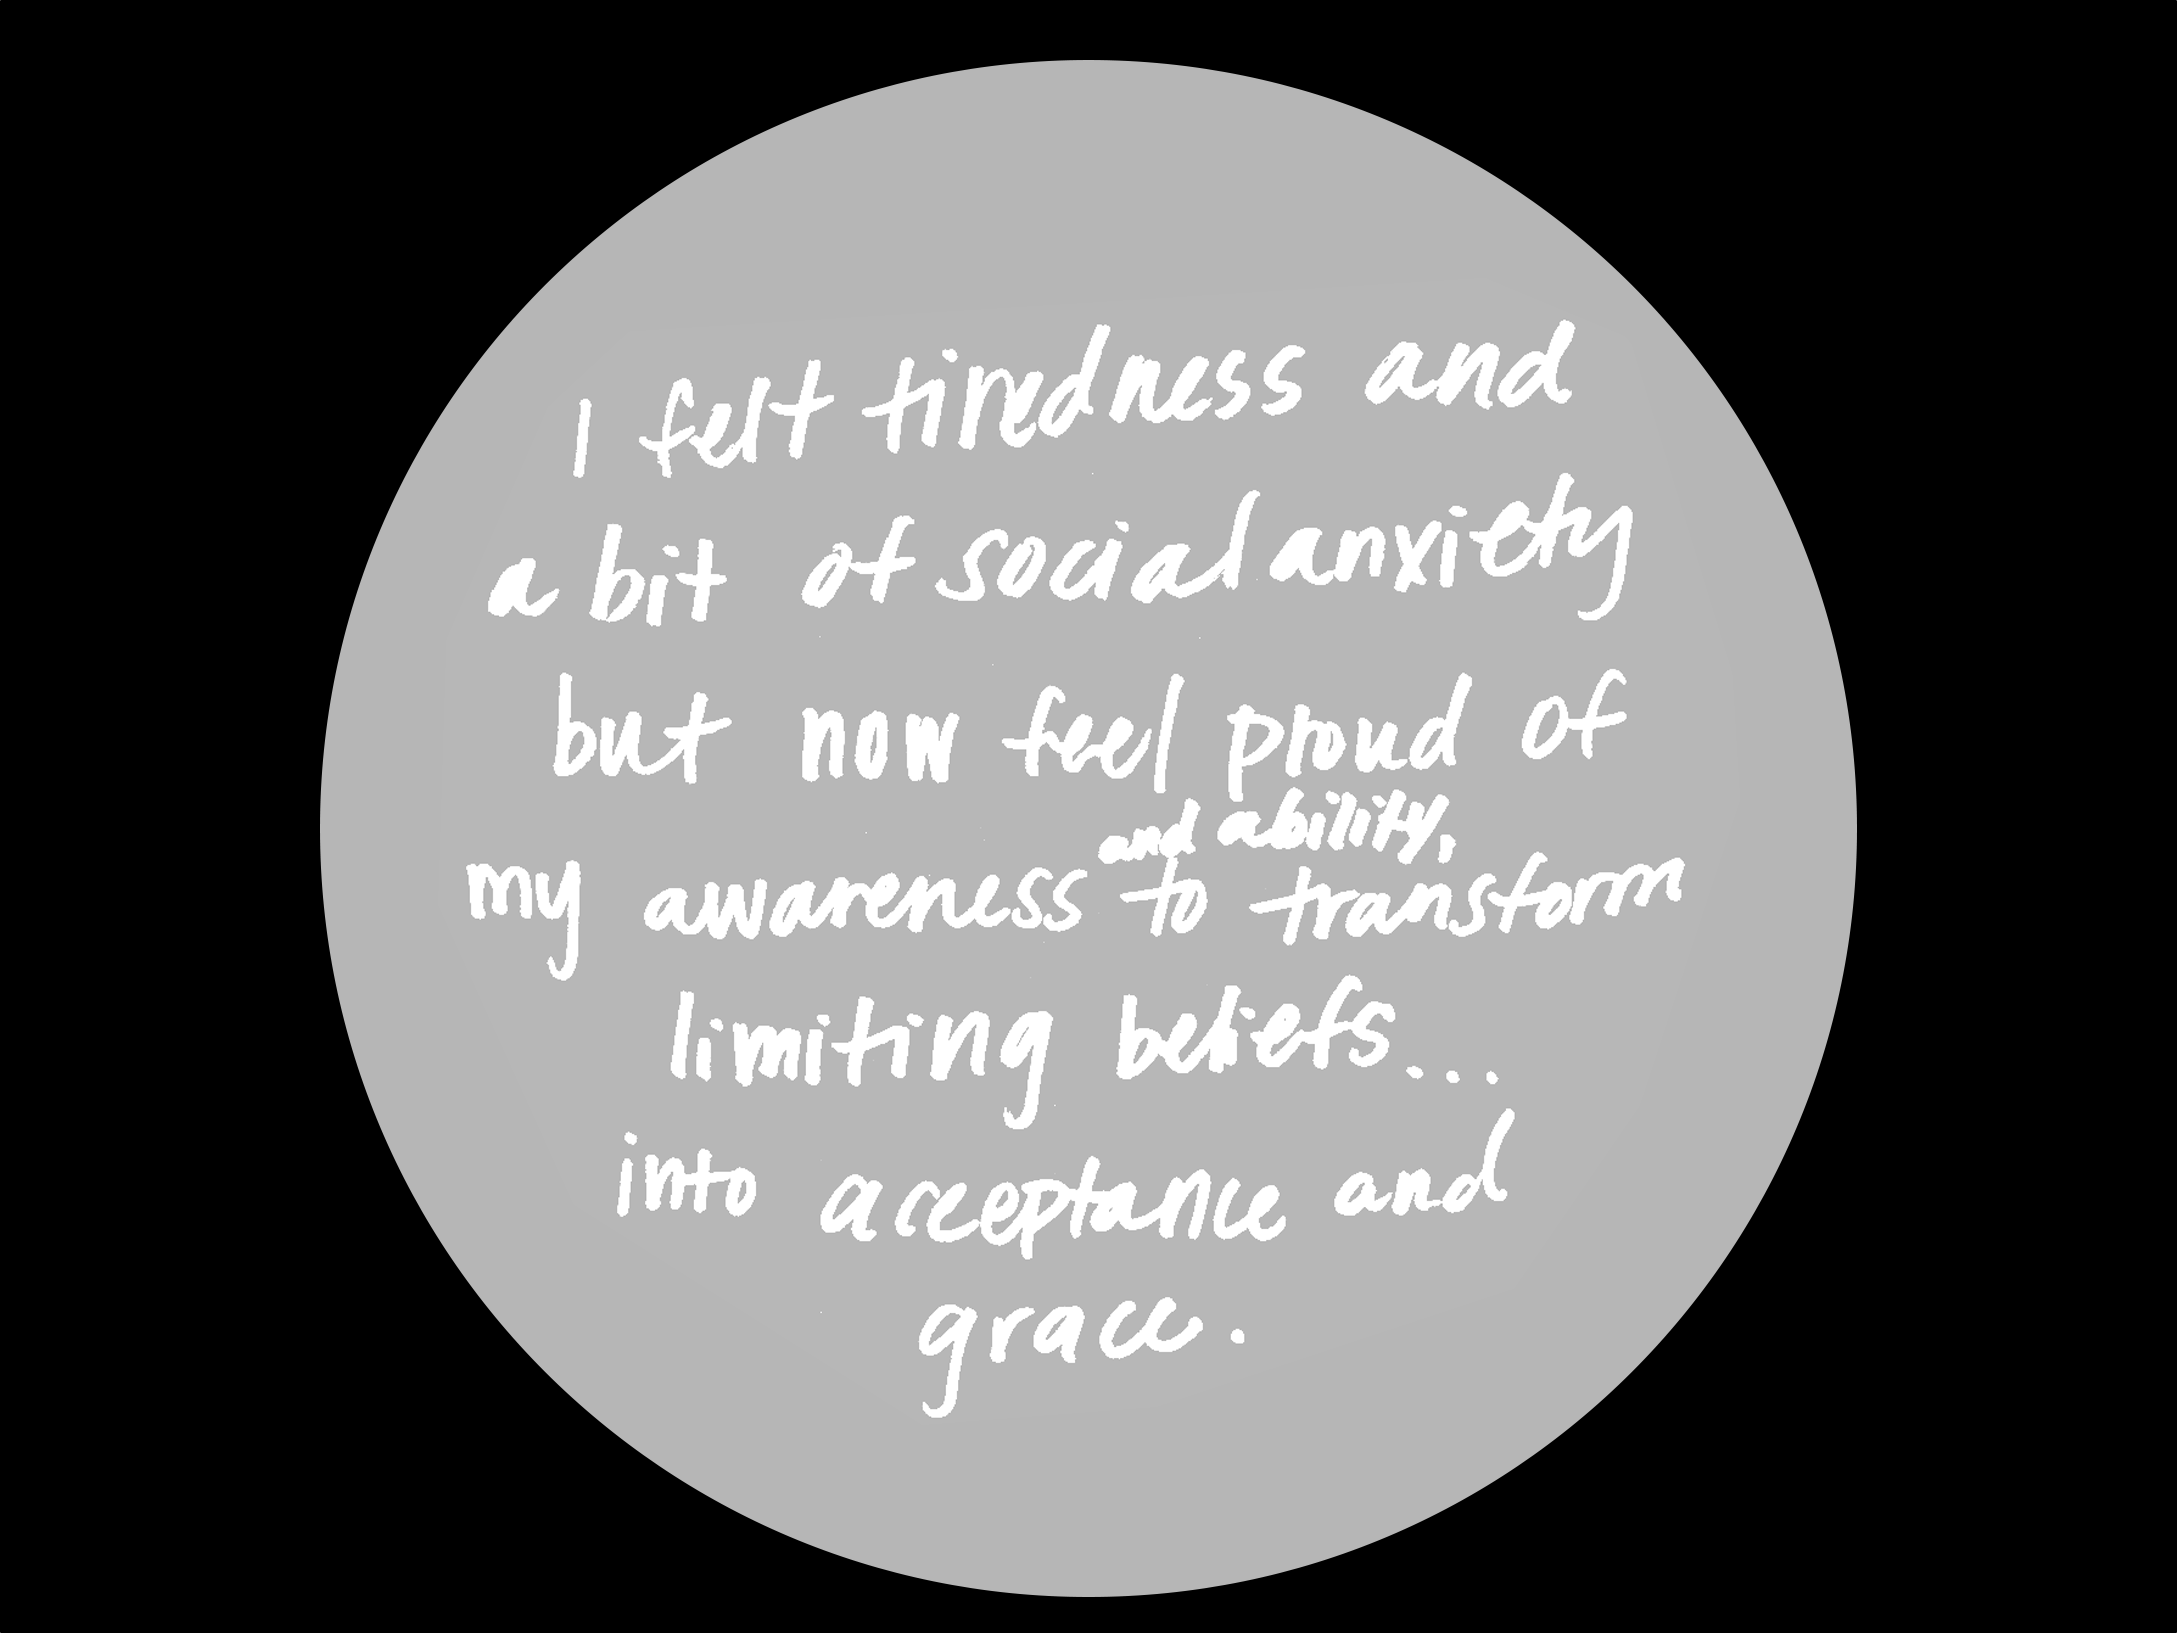 I felt tiredness and
a bit of social anxiety
but now feel proud of
and ability,
my awareness to transform
limiting beliefs...
into acceptance and
grace.